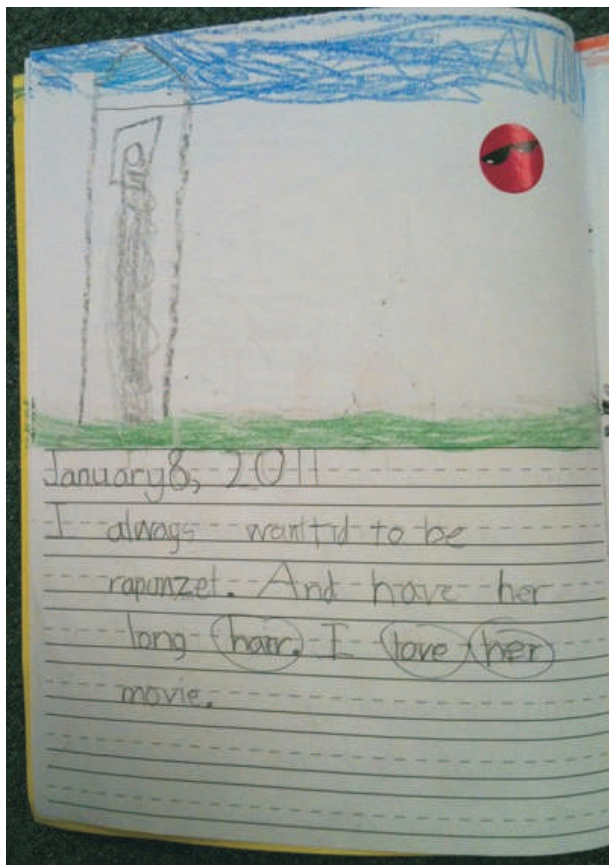 January 8, 2011
I always wantid to be
rapunzel. And have her
long hair. I love her
movie.